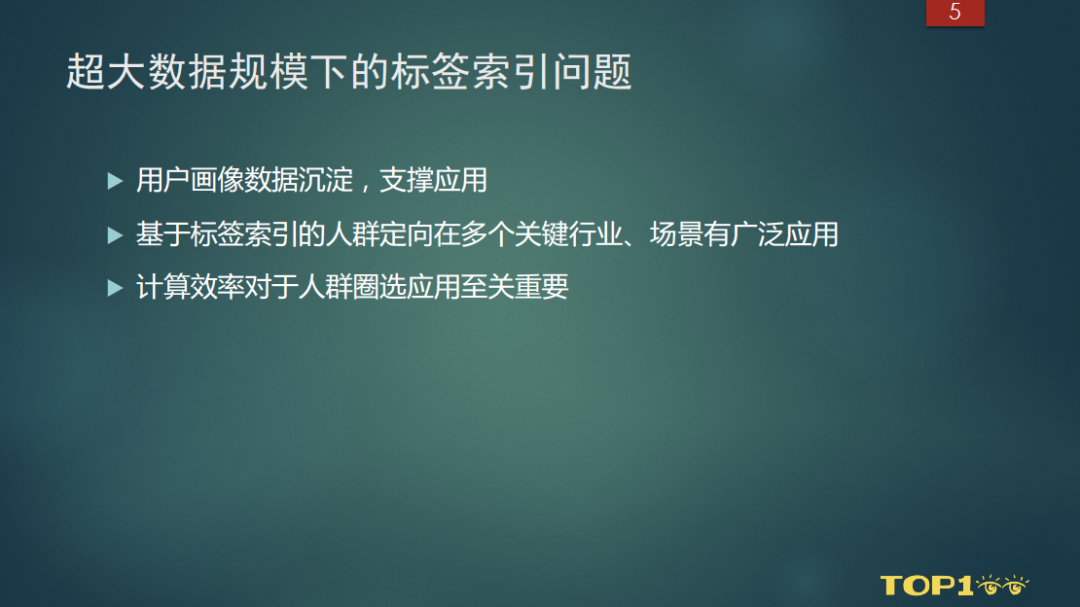 5
超大数据规模下的标签索引问题
用户画像数据沉淀，支撑应用
基于标签索引的人群定向在多个关键行业、场景有广泛应用
计算效率对于人群圈选应用至关重要
TOP100